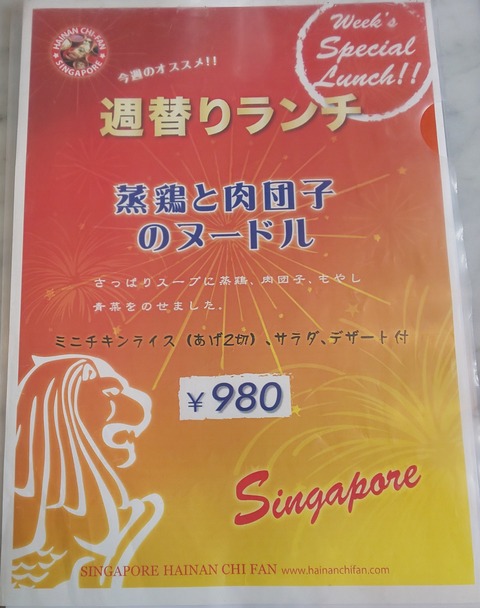 HAINAN CHI-FAN
SINGAPORE
Week's
Special
Lunch!!
今週のオススメ!!
週替りランチ
蒸鶏と肉団子
のヌードル
さっぱりスープに蒸鶏、肉団子、もやし
青菜をのせました。
ミニチキンライス(あげ2切)、サラダ、デザート付
¥980
Singapore
SINGAPORE HAINAN CHI FAN www.hainanchifan.com